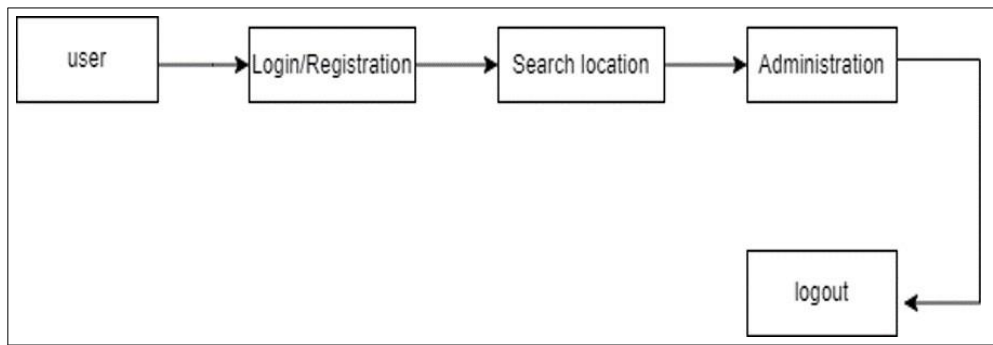 user
Login/Registration
Search location
Administration
logout